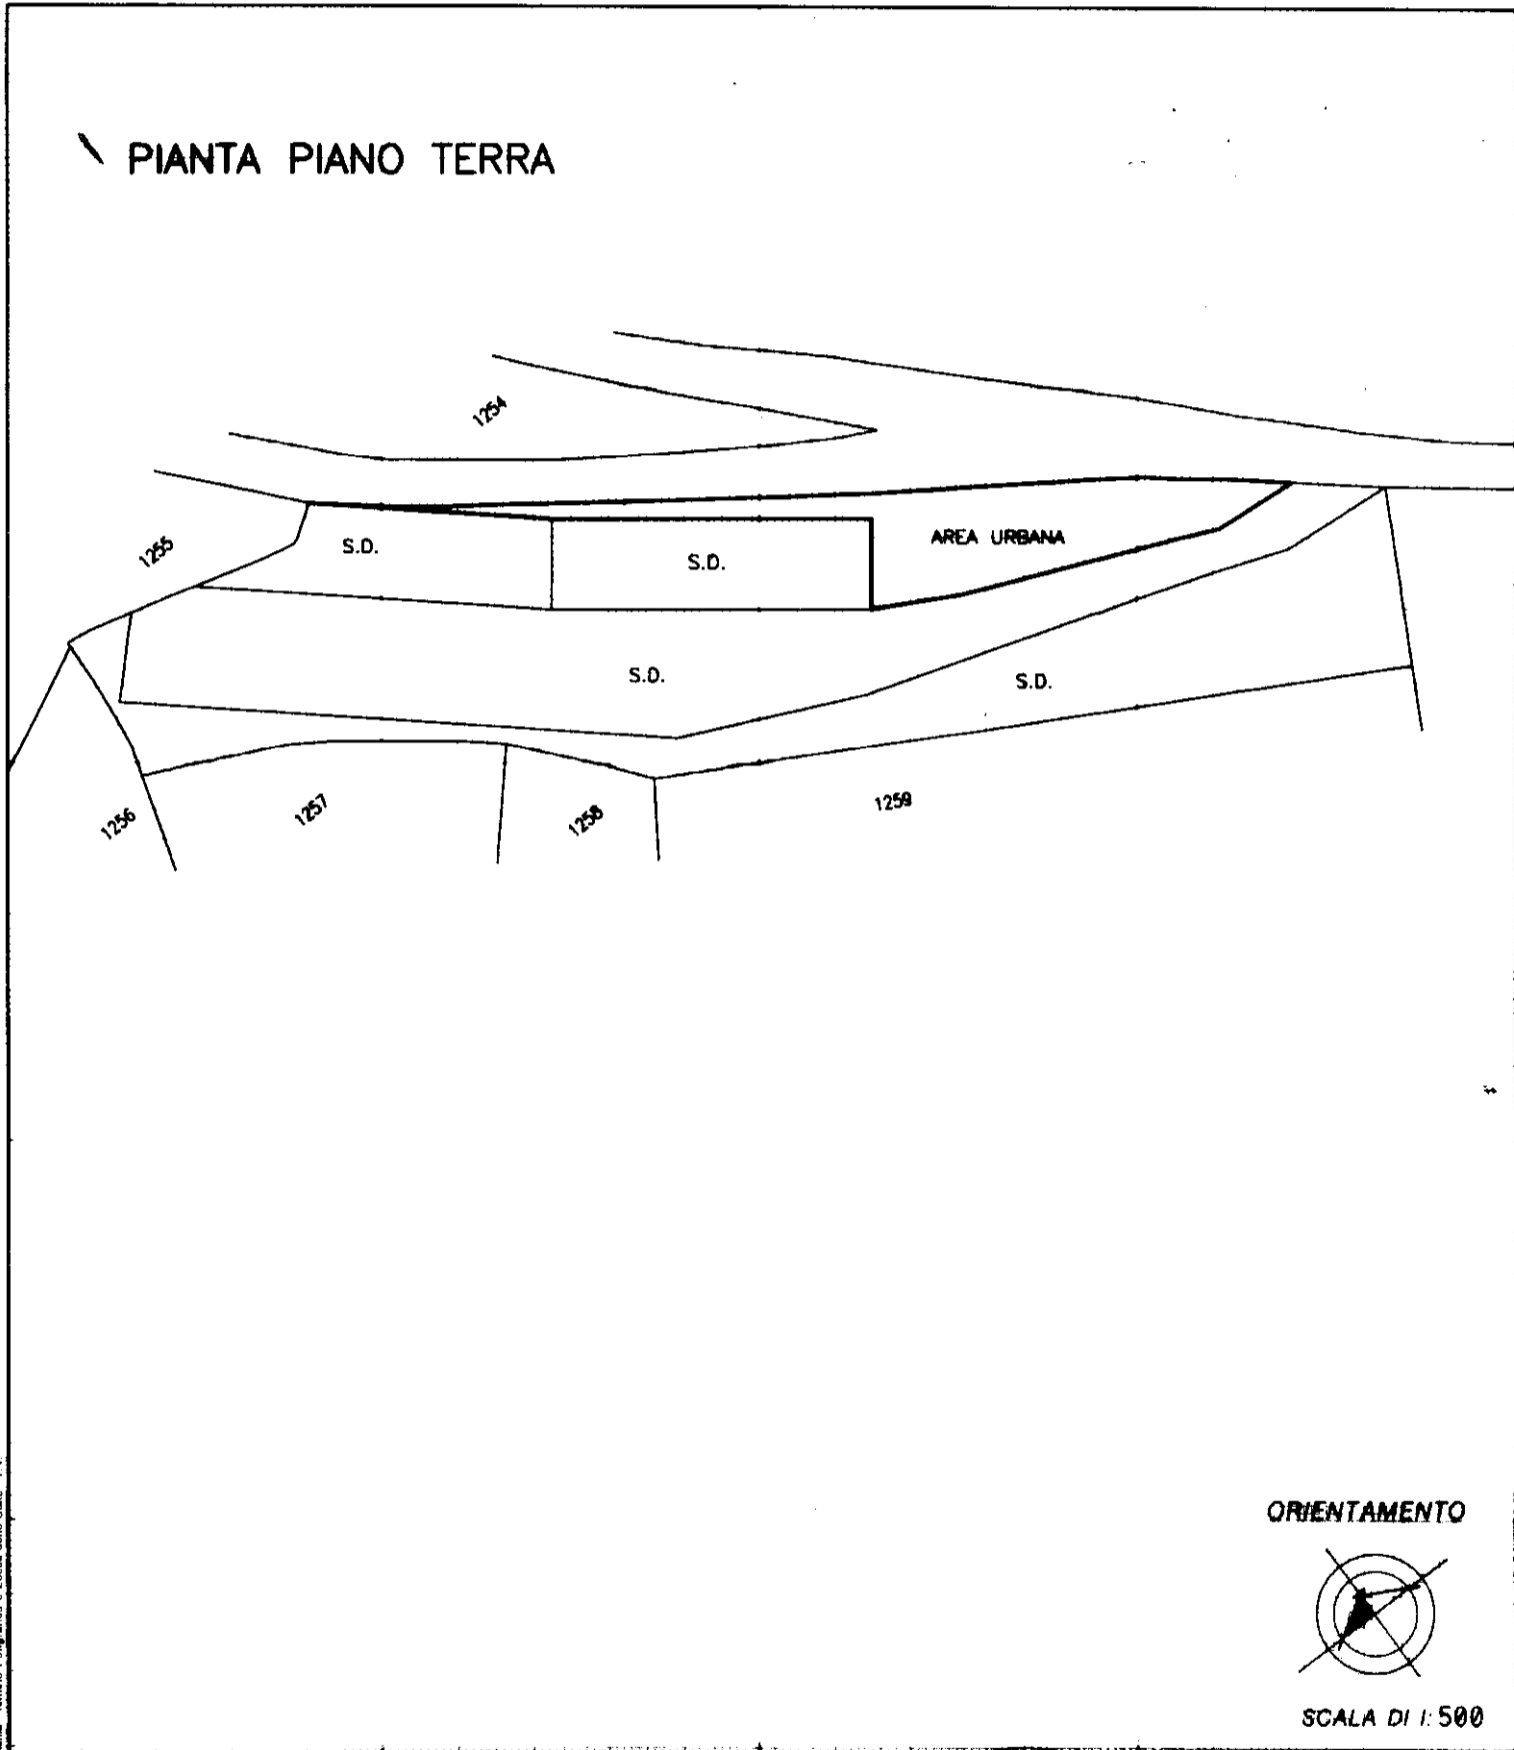 PIANTA PIANO TERRA
1254
1255
S.D.
S.D.
AREA URBANA
S.D.
S.D.
1256
1257
1258
1259
ORIENTAMENTO
SCALA DI 1:500